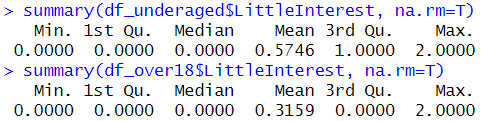 > summary(df_underaged$LittleInterest, na.rm=T)
Min. 1st Qu. Median Mean 3rd Qu. Max.
0.0000 0.0000 0.0000 0.5746 1.0000 2.0000
> summary(df_over18$LittleInterest, na.rm=T)
Min. 1st Qu. Median Mean 3rd Qu. Max.
0.0000 0.0000 0.0000 0.3159 0.0000 2.0000